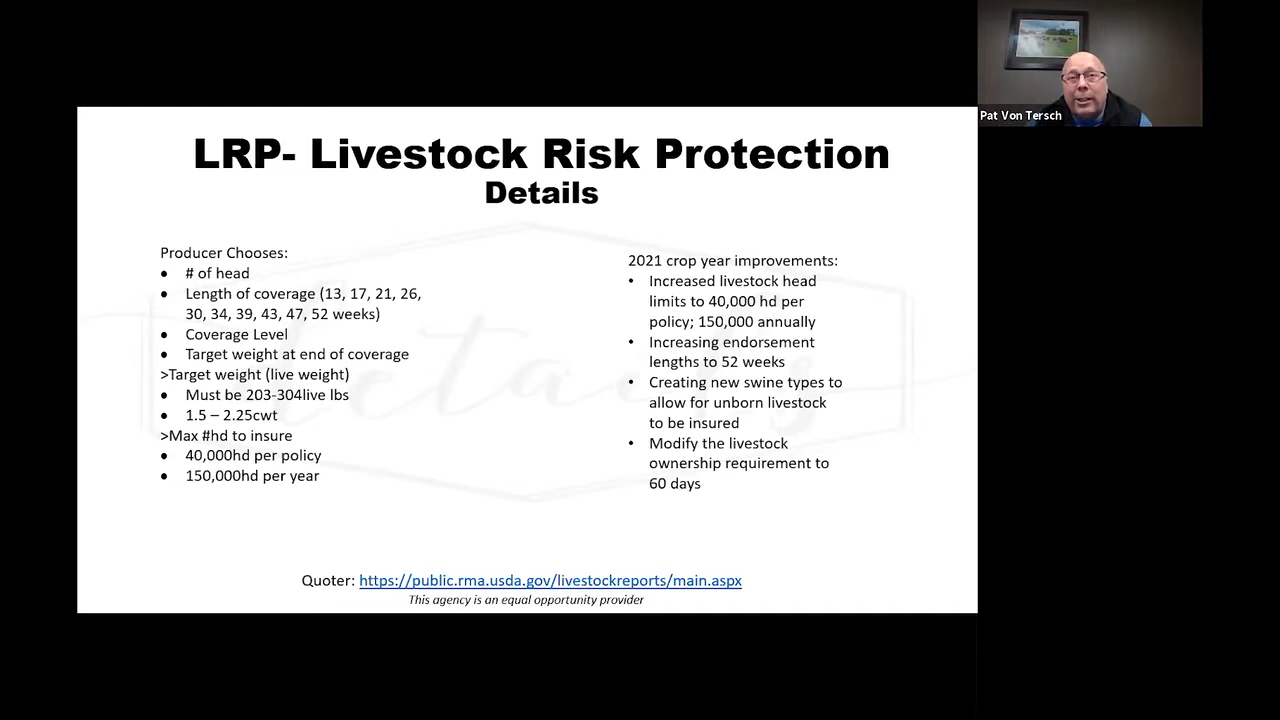 LRP- Livestock Risk Protection
Details
Producer Chooses:
• # of head
• Length of coverage (13, 17, 21, 26,
30, 34, 39, 43, 47, 52 weeks)
• Coverage Level
• Target weight at end of coverage
>Target weight (live weight)
• Must be 203-304live lbs
• 1.5 – 2.25cwt
>Max #hd to insure
• 40,000hd per policy
• 150,000hd per year
2021 crop year improvements:
• Increased livestock head
limits to 40,000 hd per
policy; 150,000 annually
• Increasing endorsement
lengths to 52 weeks
• Creating new swine types to
allow for unborn livestock
to be insured
• Modify the livestock
ownership requirement to
60 days
details
Quoter: https://public.rma.usda.gov/livestockreports/main.aspx
This agency is an equal opportunity provider
Pat Von Tersch